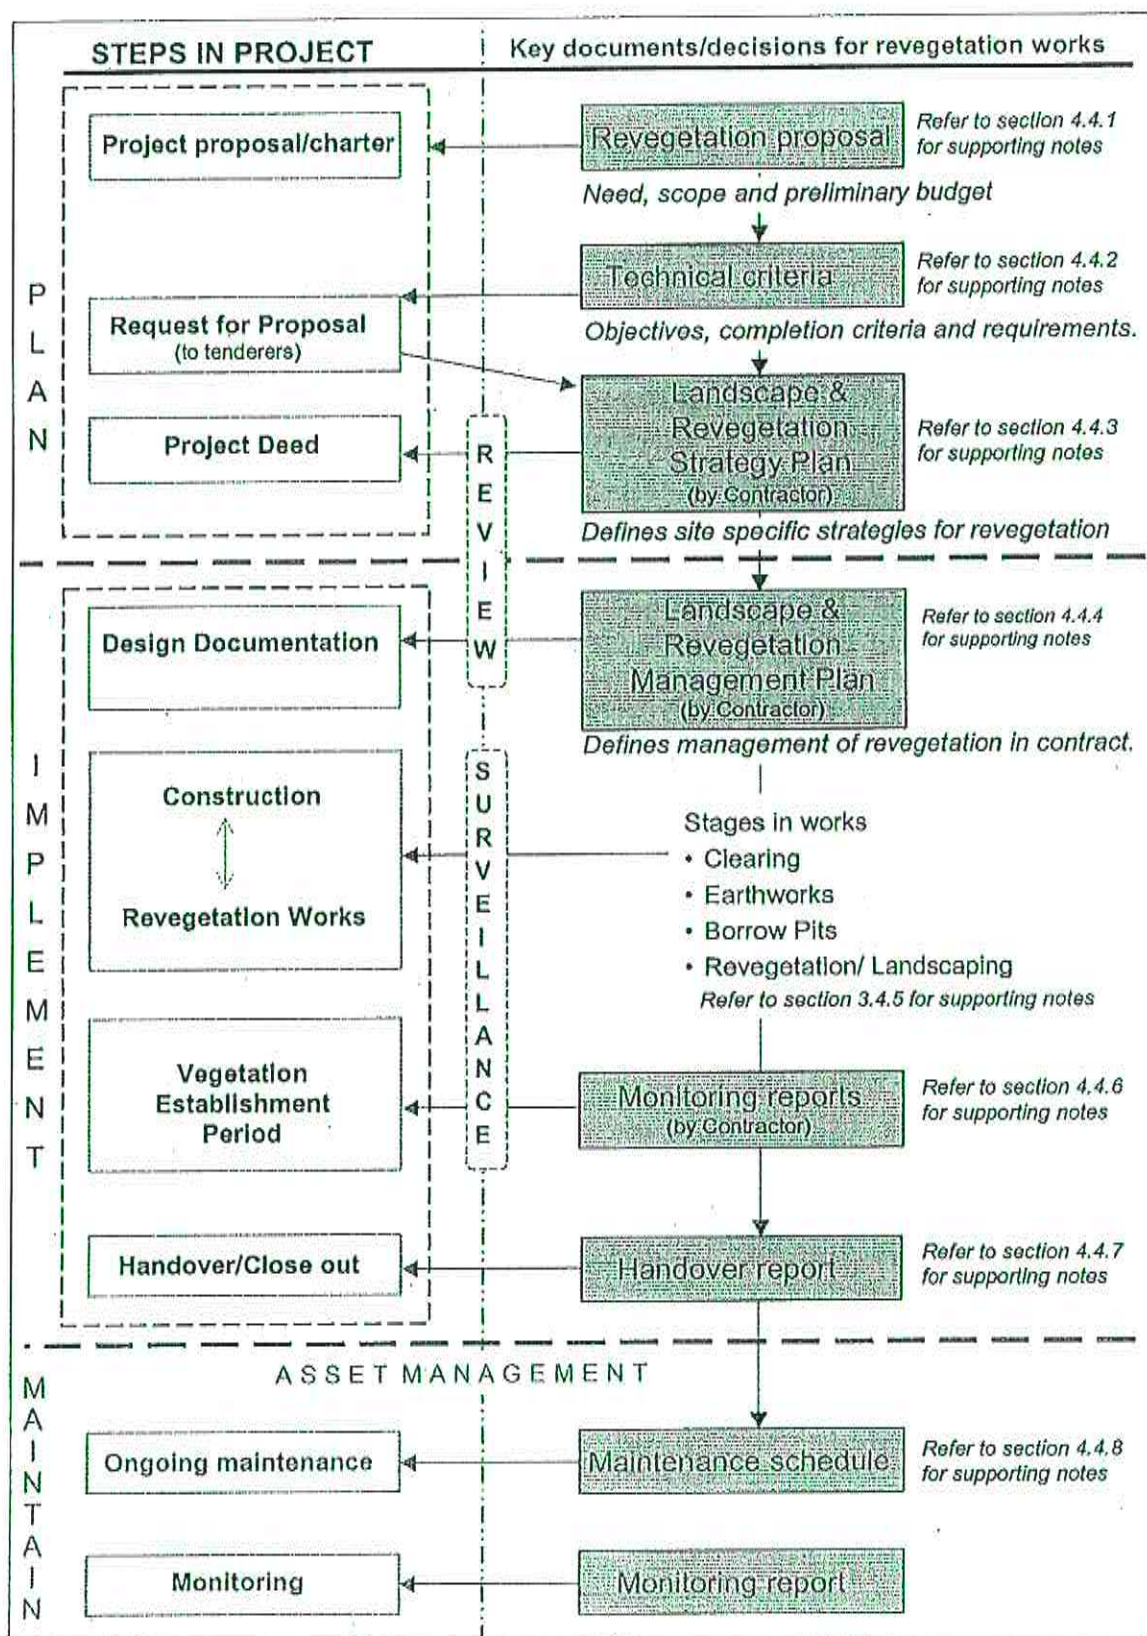 STEPS IN PROJECT
Key documents/decisions for revegetation works
PLAN
Project proposal/charter
Revegetation proposal
Refer to section 4.4.1
for supporting notes
Need, scope and preliminary budget
Technical criteria
Refer to section 4.4.2
for supporting notes
Objectives, completion criteria and requirements.
Request for Proposal
(to tenderers)
Landscape &
Revegetation
Strategy Plan
(by Contractor)
Refer to section 4.4.3
for supporting notes
Project Deed
Defines site specific strategies for revegetation
REVIEW
IMPLEMENT
Design Documentation
Landscape &
Revegetation
Management Plan
(by Contractor)
Refer to section 4.4.4
for supporting notes
Defines management of revegetation in contract.
SURVEILLANCE
Construction
Revegetation Works
Stages in works
• Clearing
• Earthworks
• Borrow Pits
• Revegetation/ Landscaping
Refer to section 3.4.5 for supporting notes
Vegetation
Establishment
Period
Monitoring reports
(by Contractor)
Refer to section 4.4.6
for supporting notes
Handover/Close out
Handover report
Refer to section 4.4.7
for supporting notes
ASSET MANAGEMENT
MAINTAIN
Ongoing maintenance
Maintenance schedule
Refer to section 4.4.8
for supporting notes
Monitoring
Monitoring report